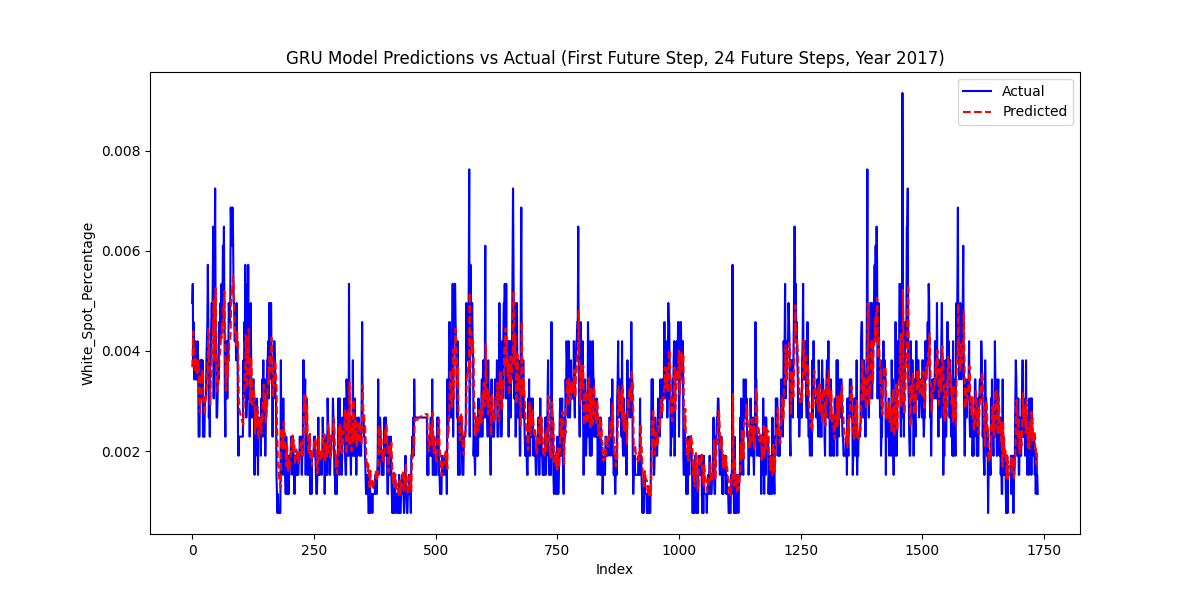 GRU Model Predictions vs Actual (First Future Step, 24 Future Steps, Year 2017)
Actual
Predicted
White_Spot_Percentage
0.008
0.006
0.004
0.002
0
250
500
750
1000
1250
1500
1750
Index